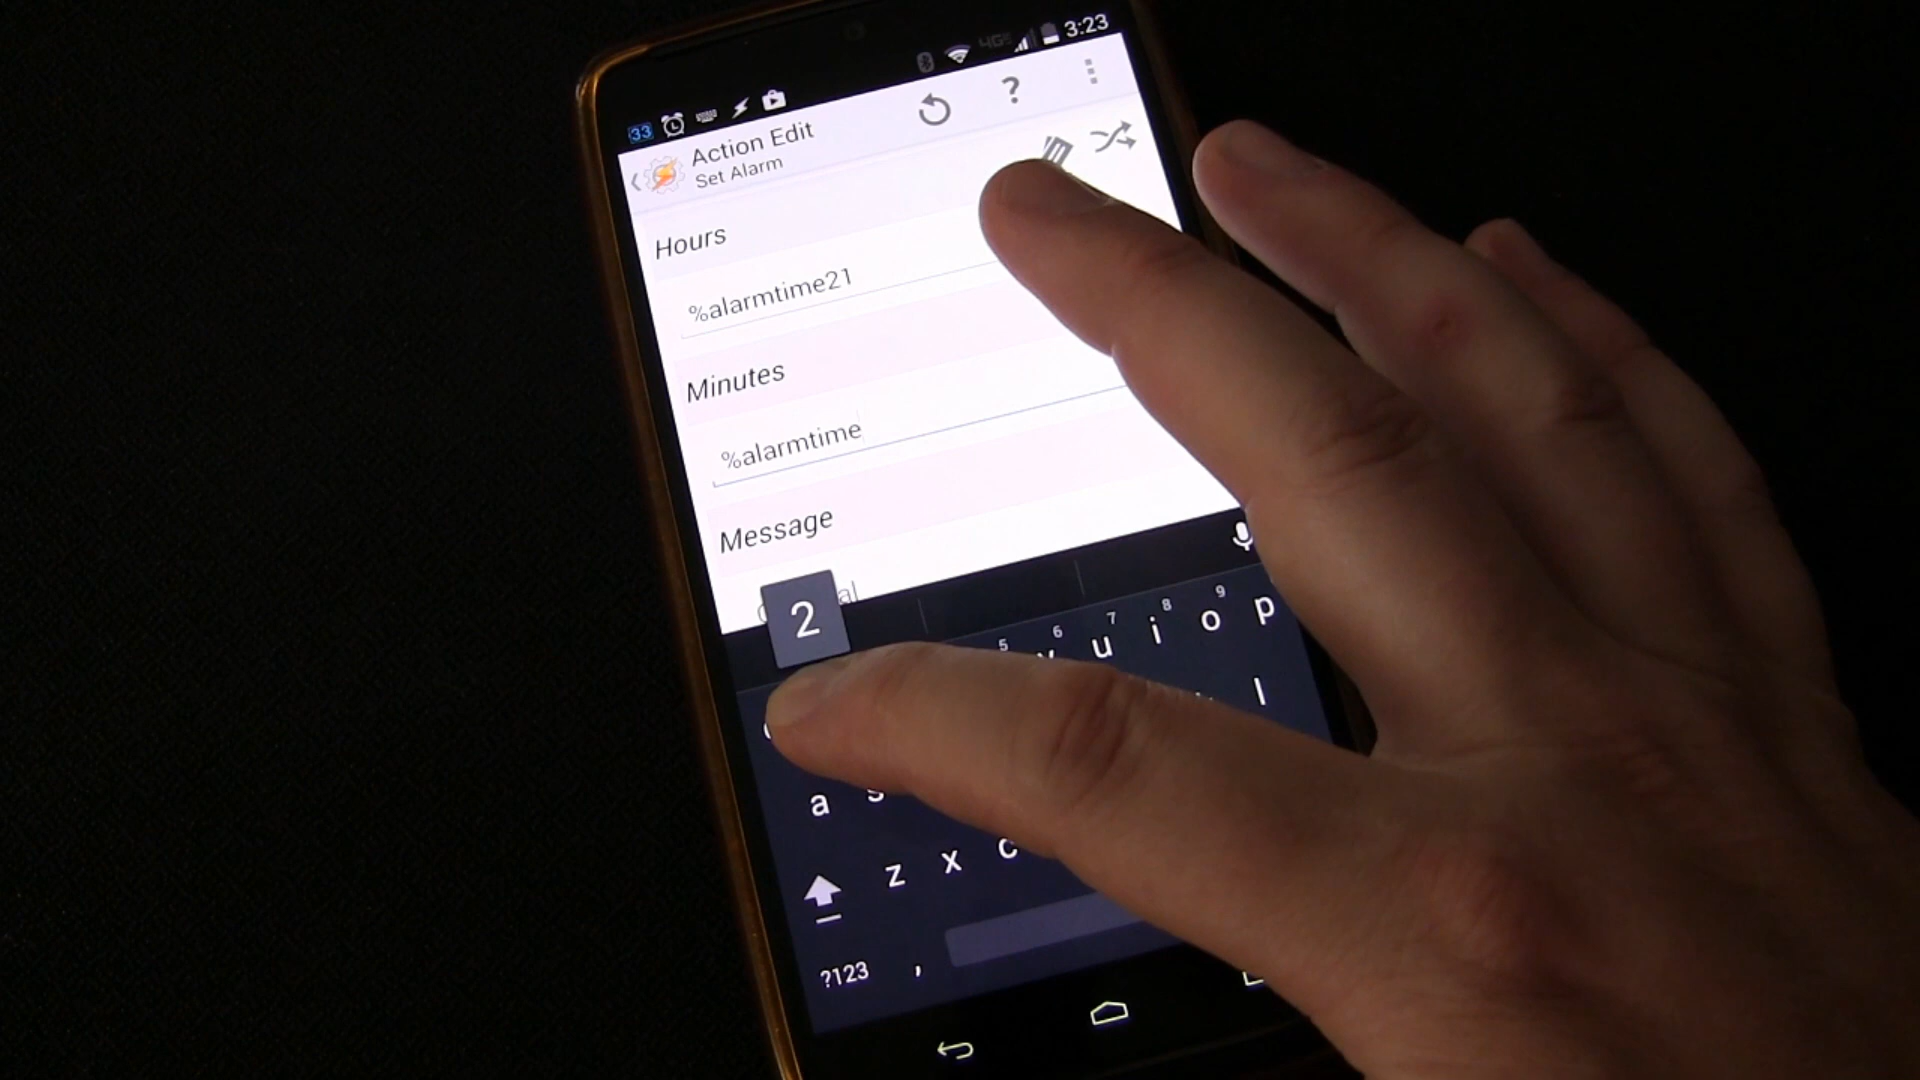 33 4G 3:23
Action Edit ?
Set Alarm
Hours
%alarmtime21
Minutes
%alarmtime
Message
2
5 6 7 8 9
u i o p
a s l
z x c
?123 ,